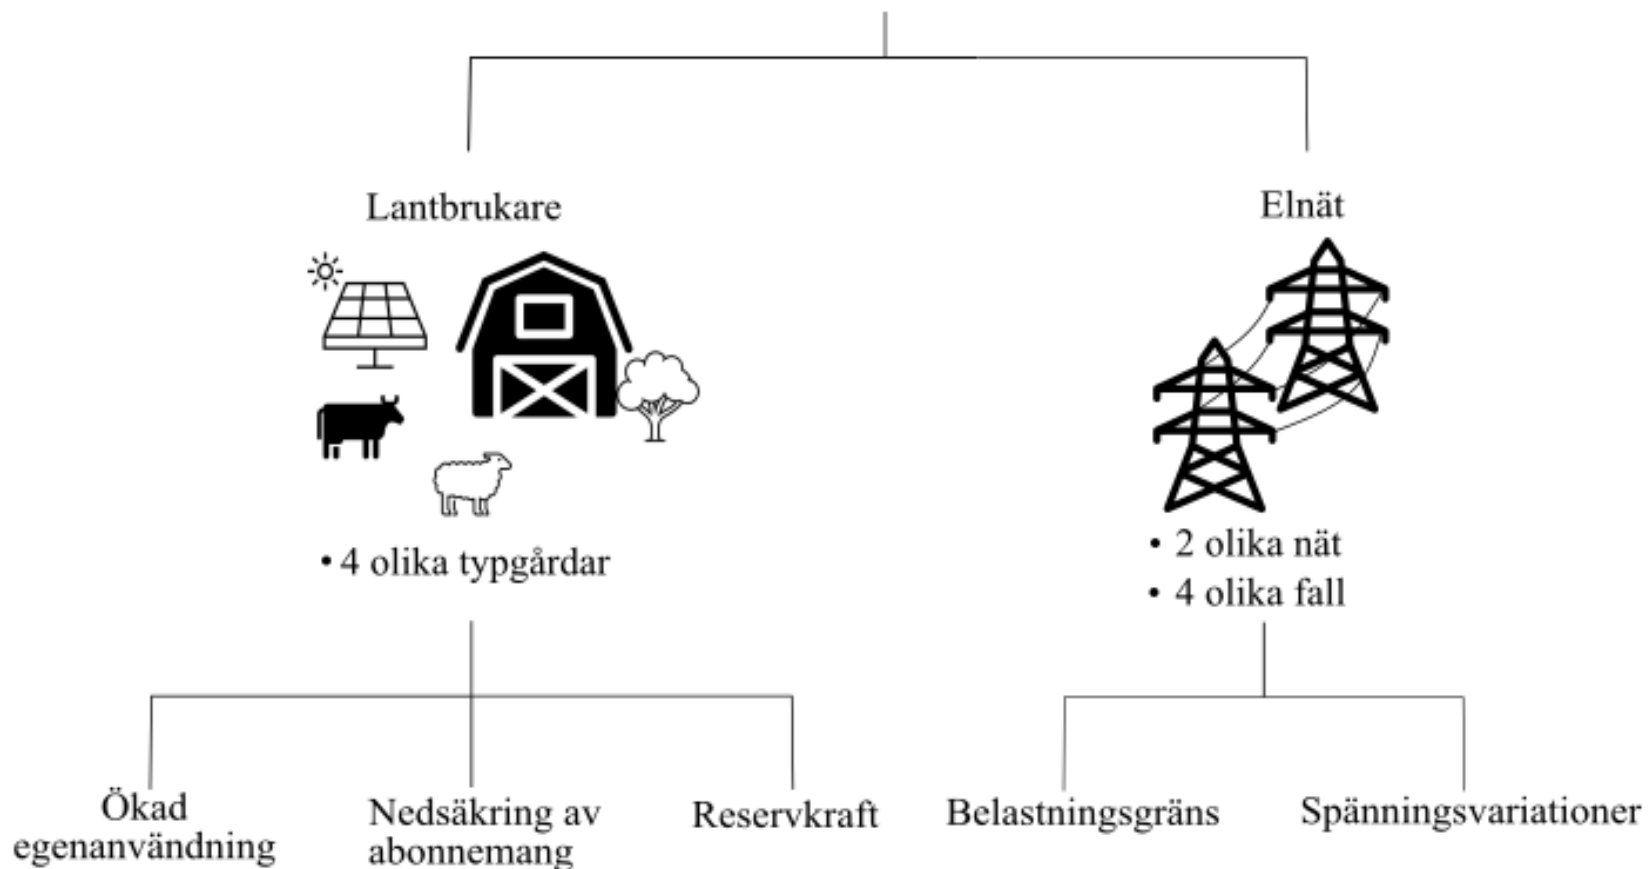 Lantbrukare
Elnät
• 4 olika typgårdar
• 2 olika nät
• 4 olika fall
Ökad
egenanvändning
Nedsäkring av
abonnemang
Reservkraft
Belastningsgräns
Spänningsvariationer